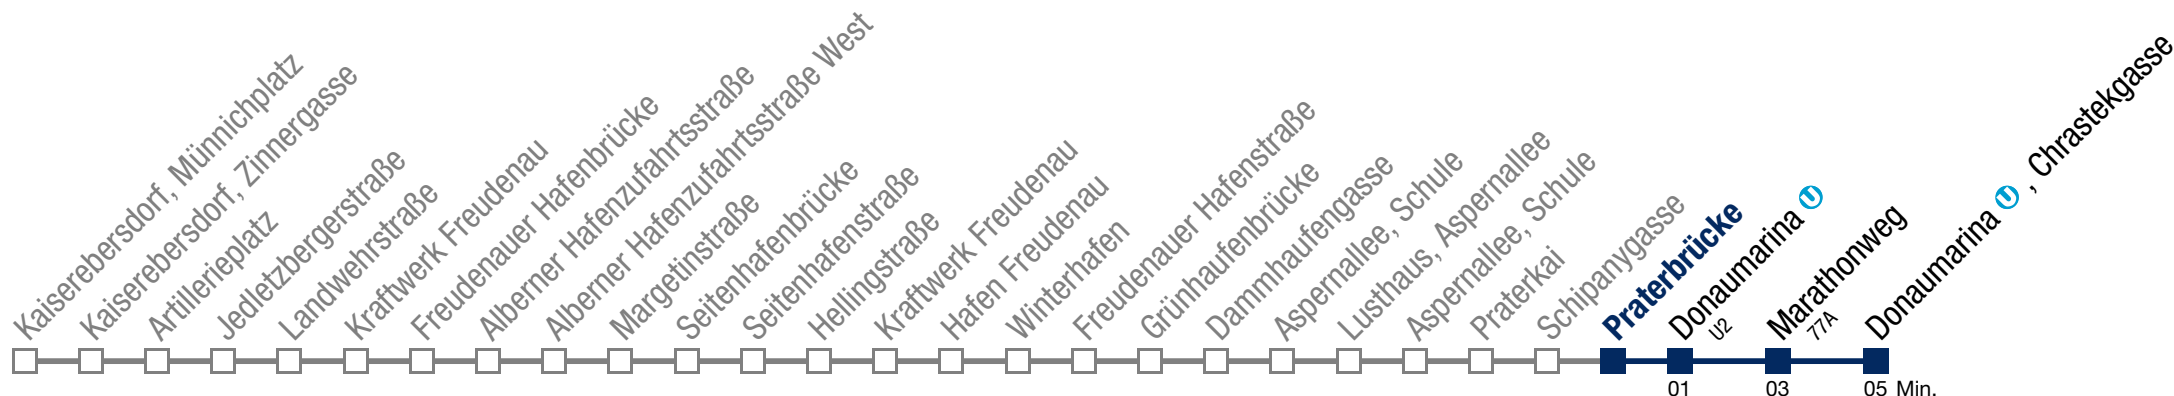 Kaiserebersdorf, Münnichplatz
Kaiserebersdorf, Zinnergasse
Artillerieplatz
Jedletzbergerstraße
Landwehrstraße
Kraftwerk Freudenau
Freudenauer Hafenbrücke
Alberner Hafenzufahrtsstraße
Alberner Hafenzufahrtsstraße West
Margetinstraße
Seitenhafenbrücke
Seitenhafenstraße
Hellingstraße
Kraftwerk Freudenau
Hafen Freudenau
Winterhafen
Freudenauer Hafenstraße
Grünhaufenbrücke
Dammhaufengasse
Aspernallee, Schule
Lusthaus, Aspernallee
Aspernallee, Schule
Praterkai
Schipanygasse
Praterbrücke
Donaumarina U
U2
Marathonweg
77A
Donaumarina U , Chrastekgasse
01 03 05 Min.